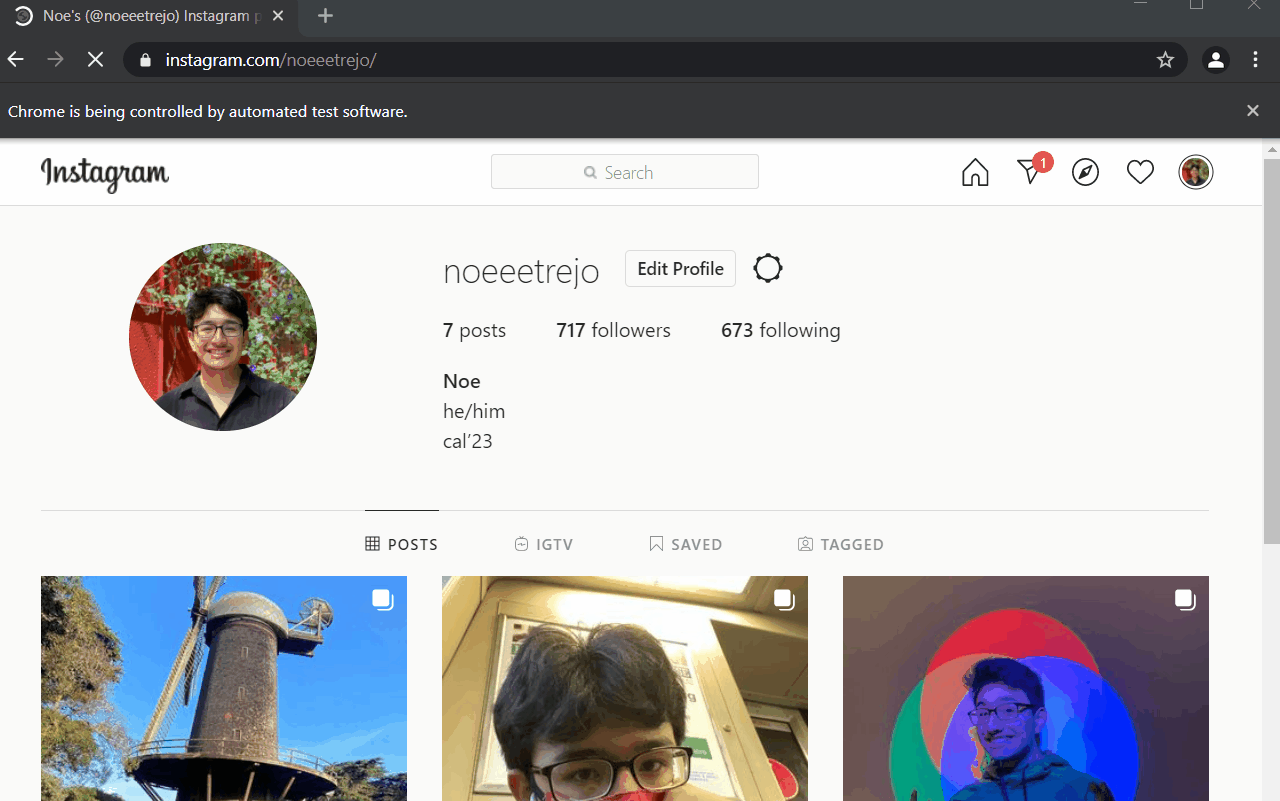 Noe's (@noeeetrejo) Instagram p
instagram.com/noeeetrejo/
Chrome is being controlled by automated test software.
Instagram
Search
1
noeeetrejo
Edit Profile
7 posts
717 followers
673 following
Noe
he/him
cal’23
POSTS
IGTV
SAVED
TAGGED